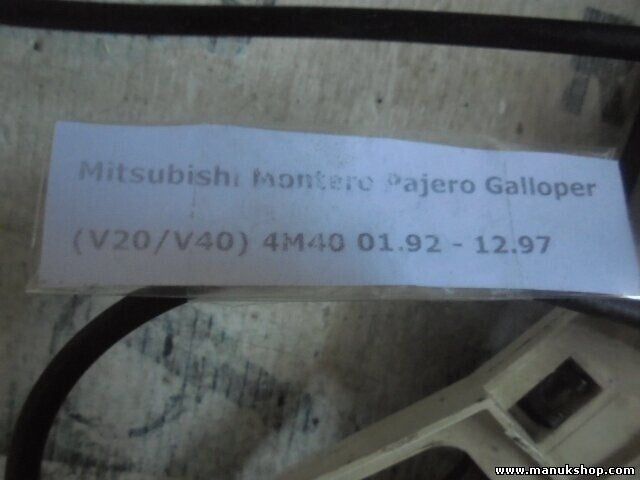 Mitsubishi Montero Pajero Galloper
(V20/V40) 4M40 01.92 - 12.97
www.manukshop.com